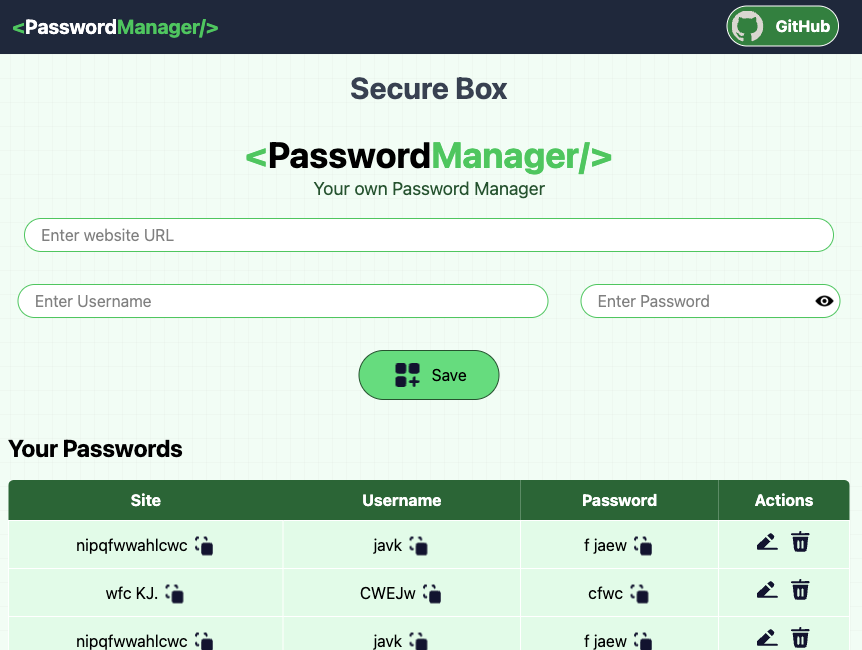 <PasswordManager/>
GitHub
Secure Box
<PasswordManager/>
Your own Password Manager
Enter website URL
Enter Username
Enter Password
Save
Your Passwords
Site Username Password Actions
nipqfwwahlcwc javk f jaew
wfc KJ. CWEJw cfwc
nipqfwwahlcwc javk f jaew